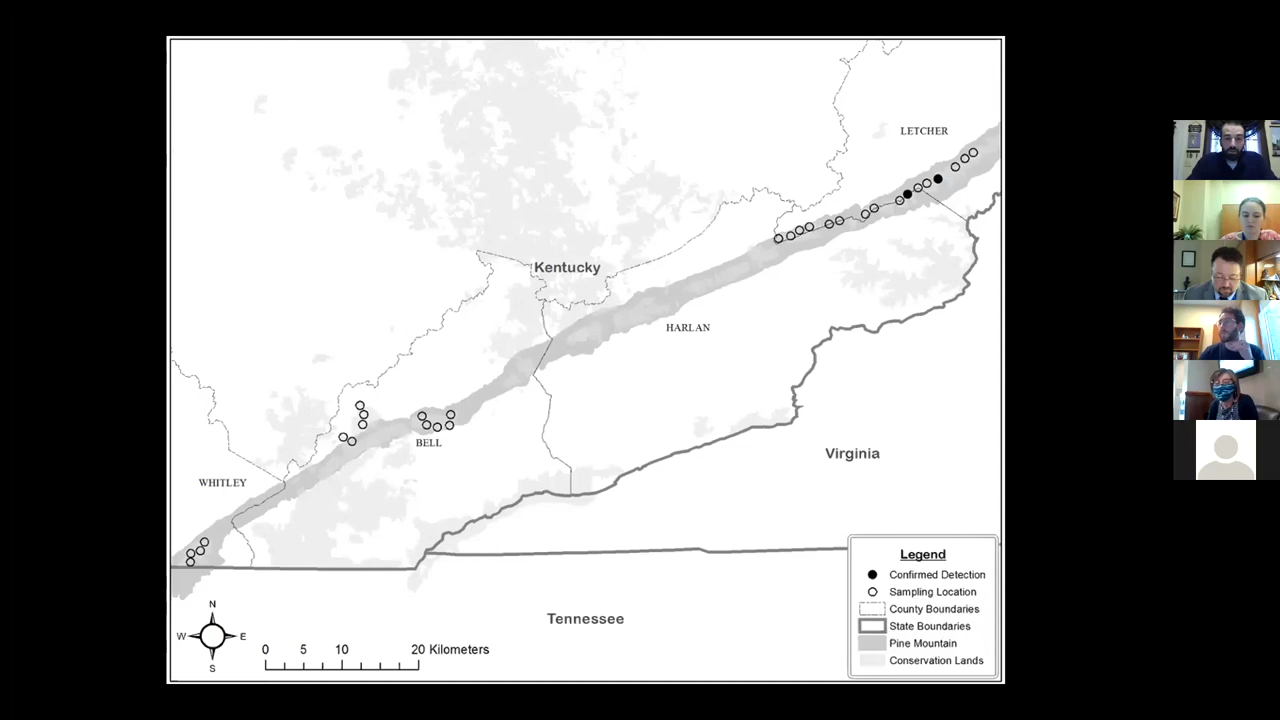 LETCHER
Kentucky
HARLAN
BELL
WHITLEY
Virginia
Tennessee
N
W E
S
0 5 10 20 Kilometers
Legend
Confirmed Detection
Sampling Location
County Boundaries
State Boundaries
Pine Mountain
Conservation Lands